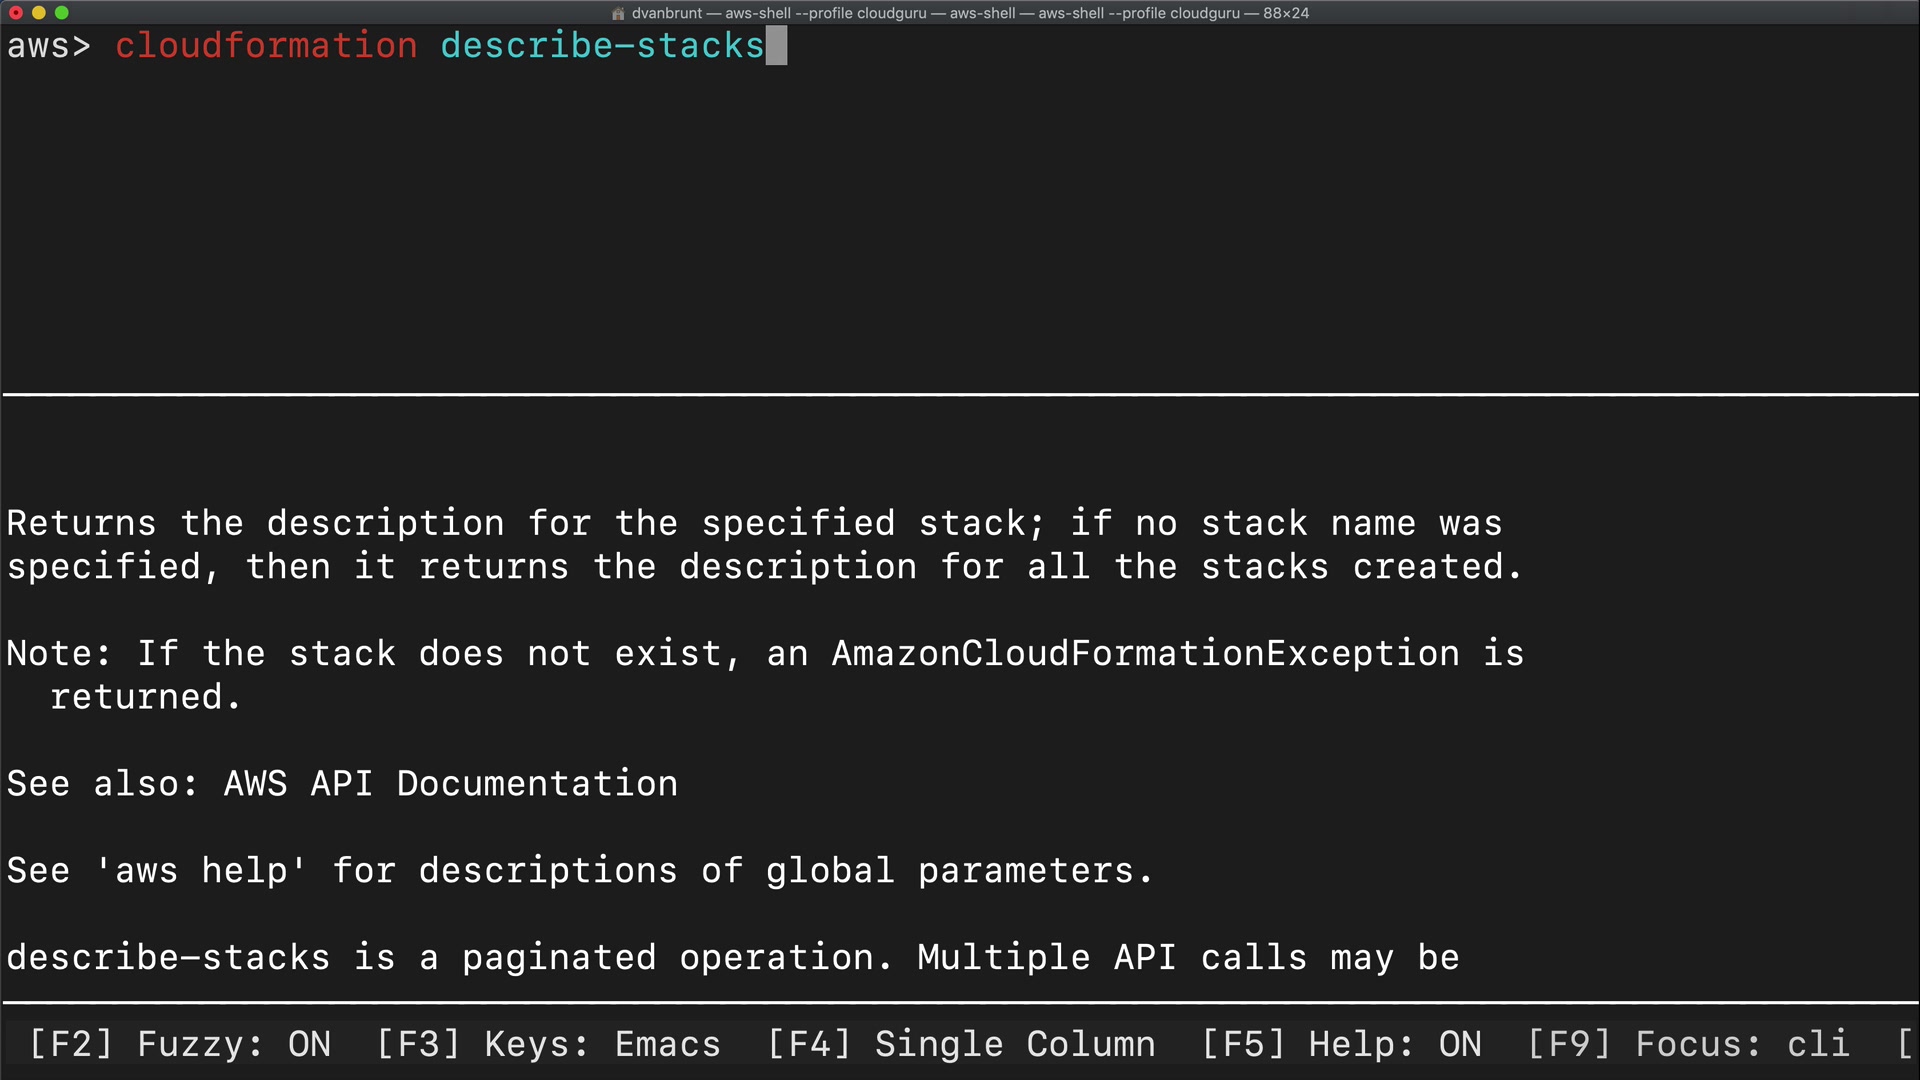 dvanbrunt — aws-shell --profile cloudguru — aws-shell — aws-shell --profile cloudguru — 88×24
aws> cloudformation describe-stacks
Returns the description for the specified stack; if no stack name was
specified, then it returns the description for all the stacks created.
Note: If the stack does not exist, an AmazonCloudFormationException is
returned.
See also: AWS API Documentation
See 'aws help' for descriptions of global parameters.
describe-stacks is a paginated operation. Multiple API calls may be
[F2] Fuzzy: ON [F3] Keys: Emacs [F4] Single Column [F5] Help: ON [F9] Focus: cli [